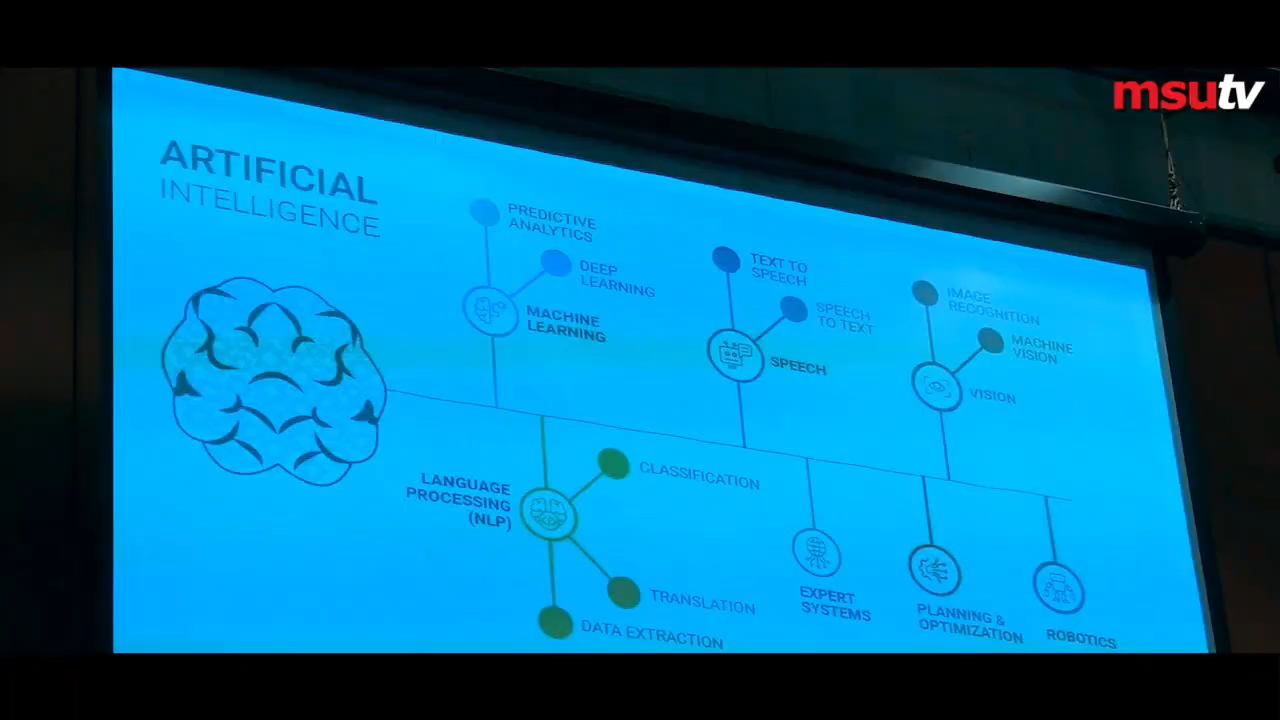 msutv
ARTIFICIAL
INTELLIGENCE
PREDICTIVE
ANALYTICS
DEEP
LEARNING
MACHINE
LEARNING
TEXT TO
SPEECH
SPEECH
TO TEXT
SPEECH
IMAGE
RECOGNITION
MACHINE
VISION
VISION
LANGUAGE
PROCESSING
(NLP)
CLASSIFICATION
TRANSLATION
DATA EXTRACTION
EXPERT
SYSTEMS
PLANNING &
OPTIMIZATION
ROBOTICS